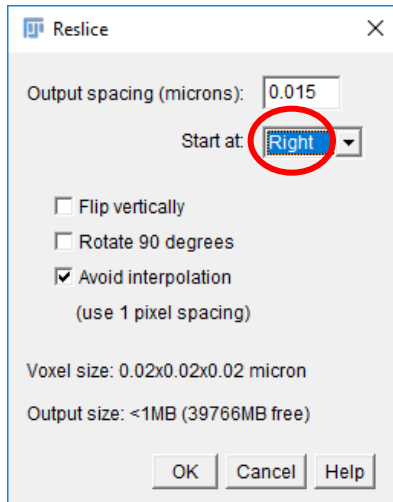 Reslice
Output spacing (microns): 0.015
Start at: Right
Flip vertically
Rotate 90 degrees
Avoid interpolation
(use 1 pixel spacing)
Voxel size: 0.02x0.02x0.02 micron
Output size: <1MB (39766MB free)
OK Cancel Help